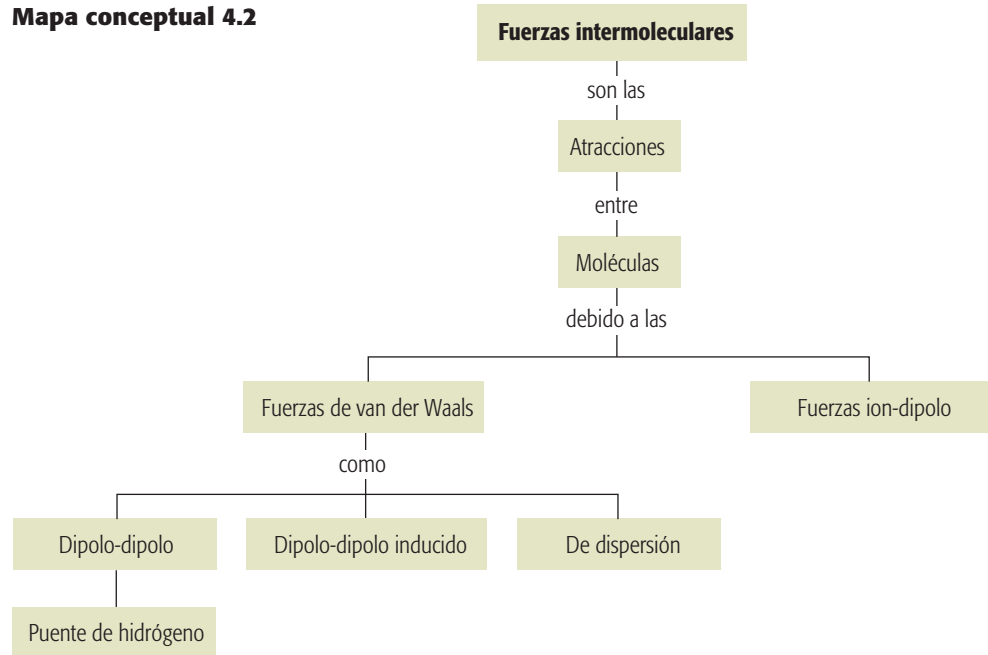 Mapa conceptual 4.2
Fuerzas intermoleculares
son las
Atracciones
entre
Moléculas
debido a las
Fuerzas de van der Waals
Fuerzas ion-dipolo
como
Dipolo-dipolo
Dipolo-dipolo inducido
De dispersión
Puente de hidrógeno